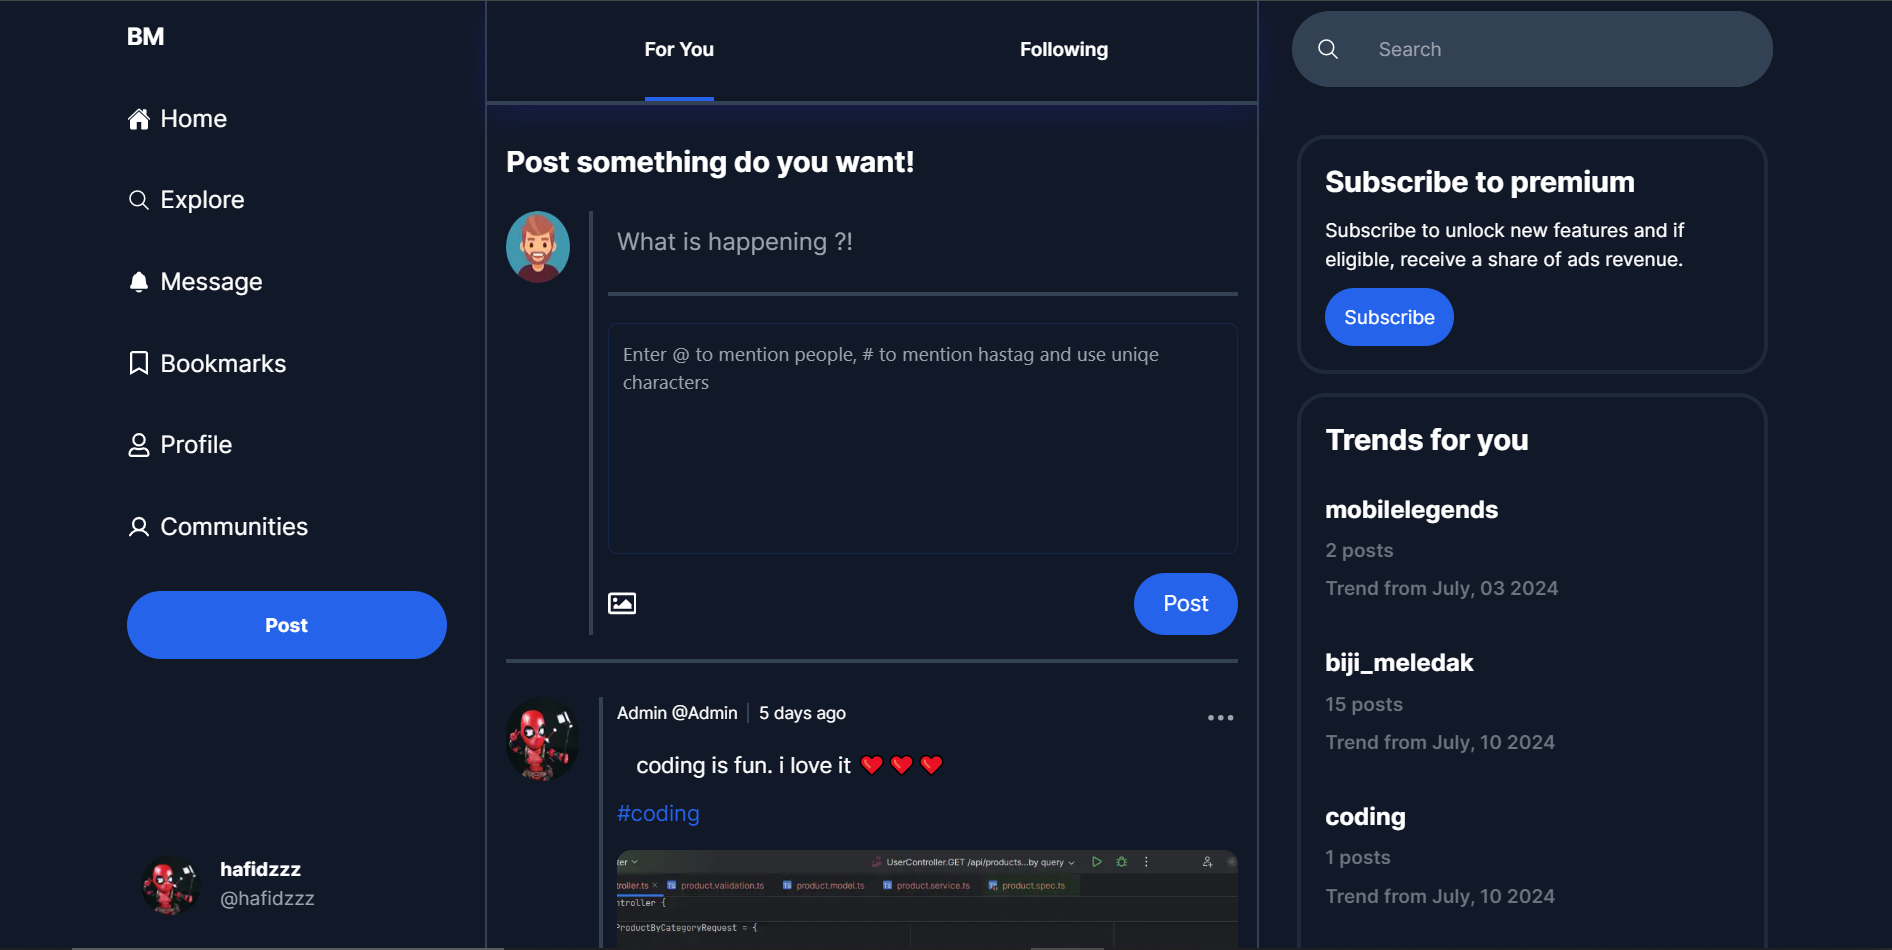 BM
Home
Explore
Message
Bookmarks
Profile
Communities
Post
hafidzzz
@hafidzzz
For You
Following
Post something do you want!
What is happening ?!
Enter @ to mention people, # to mention hastag and use uniqe
characters
Post
Admin @Admin
5 days ago
coding is fun. i love it ❤️❤️❤️
#coding
UserController.GET /api/products...by query
product.validation.ts
product.model.ts
product.service.ts
product.spec.ts
ProductByCategoryRequest = {
Search
Subscribe to premium
Subscribe to unlock new features and if
eligible, receive a share of ads revenue.
Subscribe
Trends for you
mobilelegends
2 posts
Trend from July, 03 2024
biji_meledak
15 posts
Trend from July, 10 2024
coding
1 posts
Trend from July, 10 2024